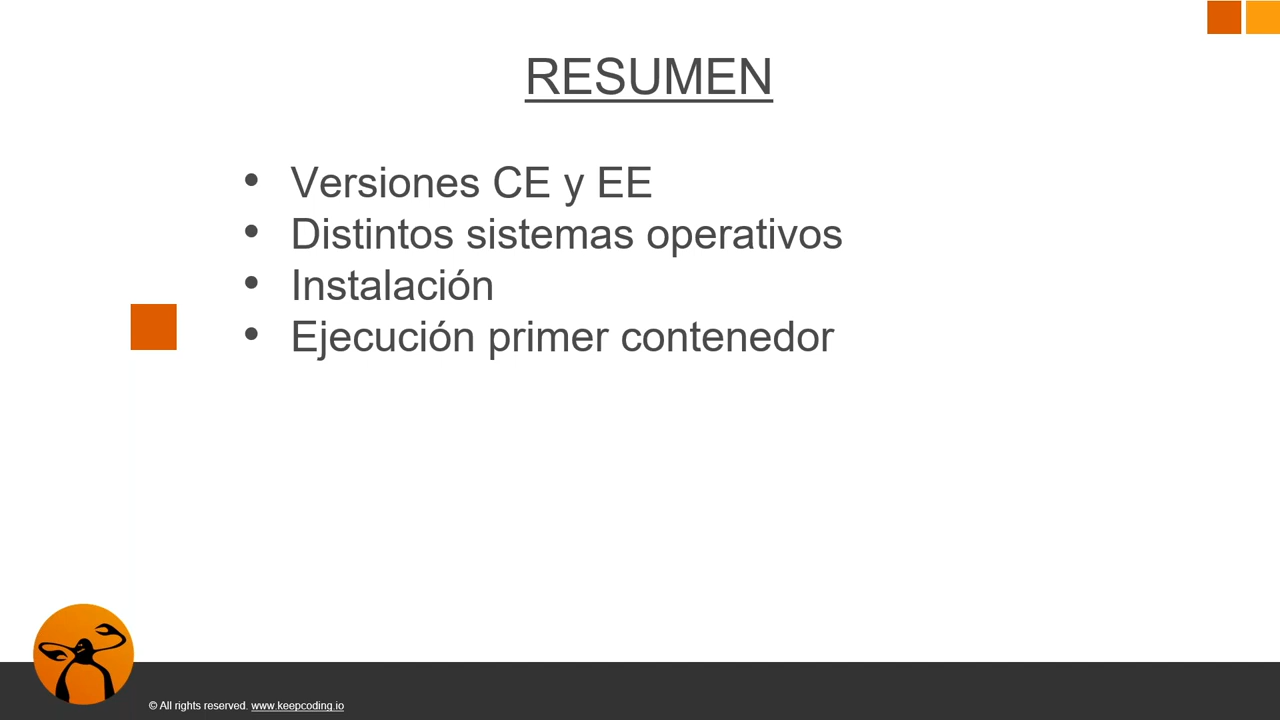 RESUMEN
• Versiones CE y EE
• Distintos sistemas operativos
• Instalación
• Ejecución primer contenedor
© All rights reserved. www.keepcoding.io